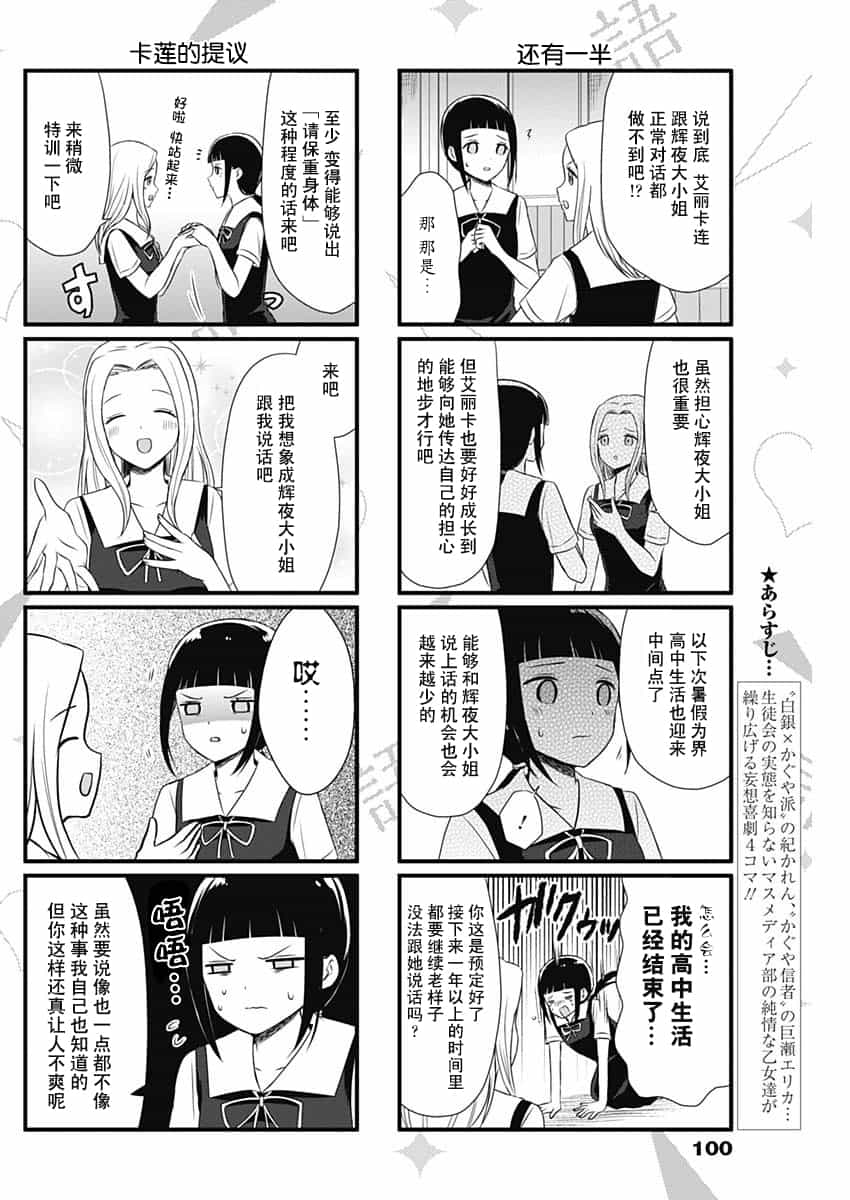 还有一半
说到底 艾丽卡连
跟辉夜大小姐
正常对话都
做不到吧!?
那 那是…
虽然担心辉夜大小姐
也很重要
但艾丽卡也要好好成长到
能够向她传达自己的担心
的地步才行吧
以下次暑假为界
高中生活也迎来
中间点了
能够和辉夜大小姐
说上话的机会也会
越来越少的
!
怎么会…
我的高中生活
已经结束了…
ガクウッ
你这是预定好了
接下来一年以上的时间里
都要继续老样子
没法跟她说话吗?
卡莲的提议
至少 变得能够说出
「请保重身体」
这种程度的话来吧
好啦 快站起来…
来稍微
特训一下吧
すっ
来吧
把我想象成辉夜大小姐
跟我说话吧
哎…
唔唔…
虽然要说像也一点都不像
这种事我自己也知道的
但你这样还真让人不爽呢
★あらすじ…
〝白銀×かぐや派〟の紀かれん、〝かぐや信者〟の巨瀬エリカ…
生徒会の実態を知らないマスメディア部の純情な乙女達が
繰り広げる妄想喜劇4コマ!!
100
語
語
語